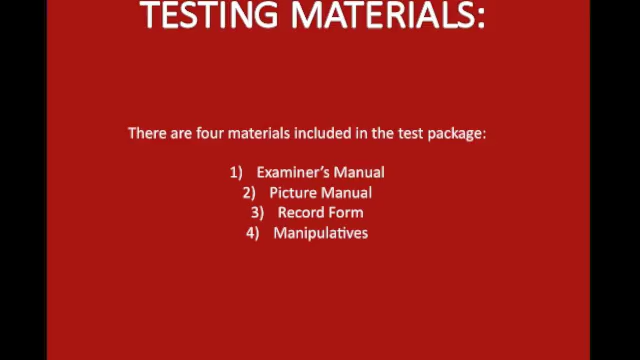 TESTING MATERIALS:
There are four materials included in the test package:
1) Examiner's Manual
2) Picture Manual
3) Record Form
4) Manipulatives